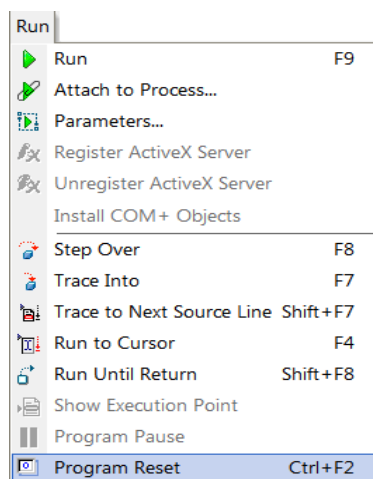 Run
Run F9
Attach to Process...
Parameters...
Register ActiveX Server
Unregister ActiveX Server
Install COM+ Objects
Step Over F8
Trace Into F7
Trace to Next Source Line Shift+F7
Run to Cursor F4
Run Until Return Shift+F8
Show Execution Point
Program Pause
Program Reset Ctrl+F2